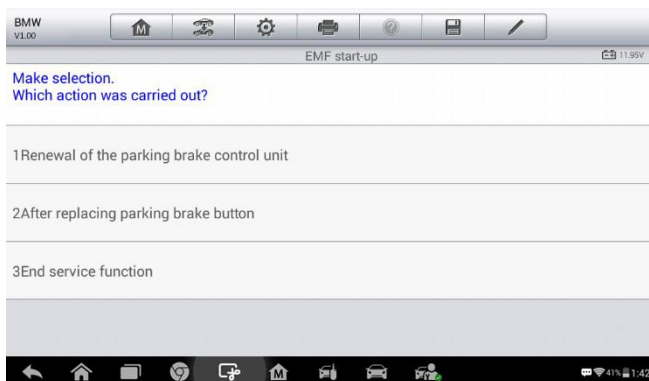 BMW
V1.00
EMF start-up
11.95V
Make selection.
Which action was carried out?
1Renewal of the parking brake control unit
2After replacing parking brake button
3End service function
41% 1:42